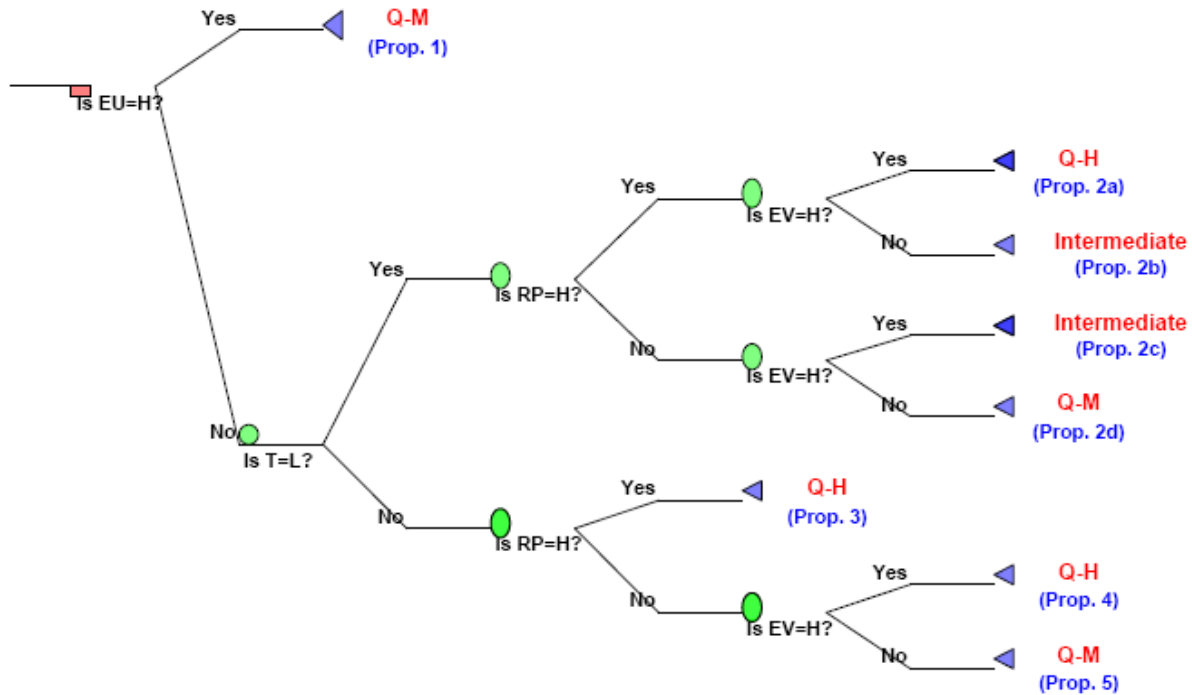 Yes
Q-M
(Prop. 1)
Is EU=H?
Yes
Q-H
(Prop. 2a)
Yes
Is EV=H?
No
Intermediate
(Prop. 2b)
Yes
Is RP=H?
Yes
Intermediate
(Prop. 2c)
No
Is EV=H?
No
Q-M
(Prop. 2d)
No
Is T=L?
Yes
Q-H
(Prop. 3)
No
Is RP=H?
Yes
Q-H
(Prop. 4)
No
Is EV=H?
No
Q-M
(Prop. 5)